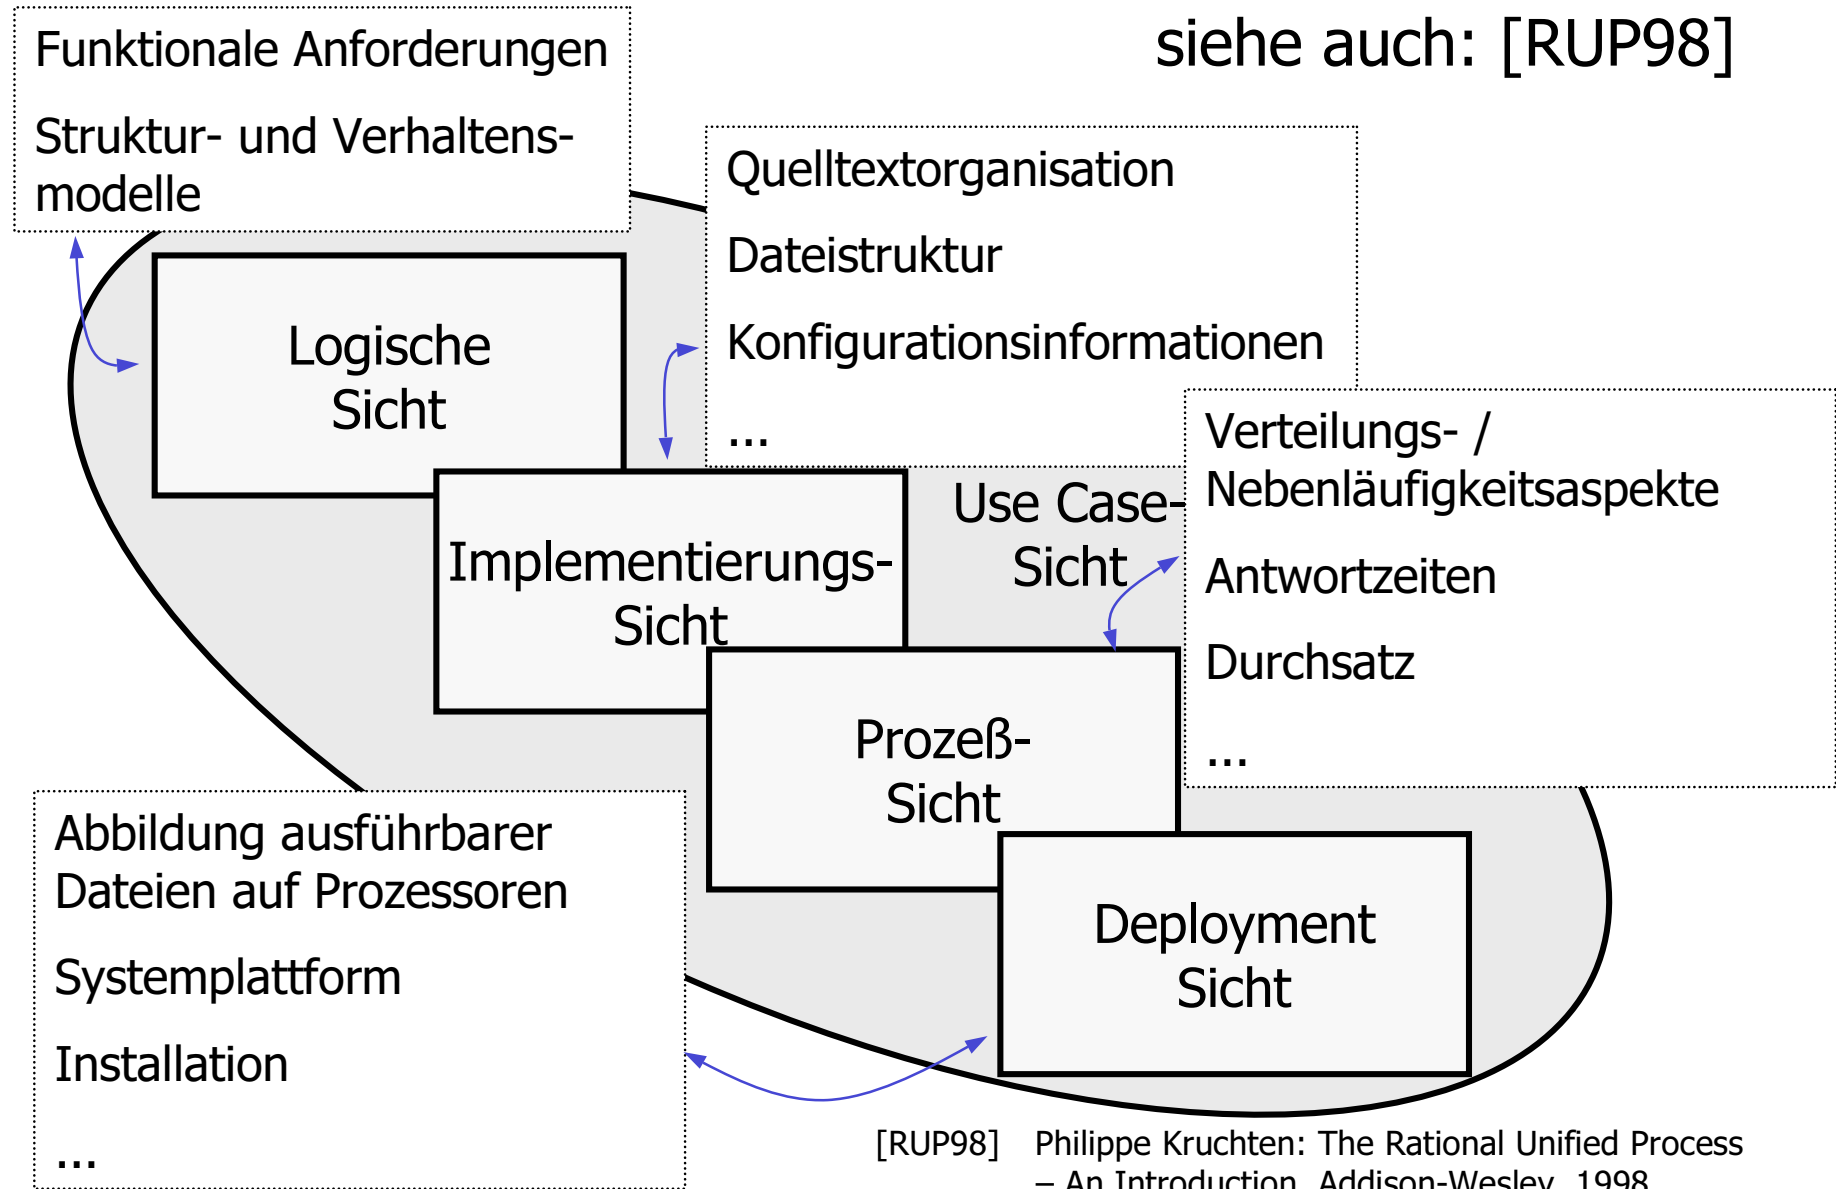 siehe auch: [RUP98]
Funktionale Anforderungen
Struktur- und Verhaltens-
modelle
Quelltextorganisation
Dateistruktur
Konfigurationsinformationen
...
Verteilungs- /
Nebenläufigkeitsaspekte
Antwortzeiten
Durchsatz
...
Logische
Sicht
Implementierungs-
Sicht
Use Case-
Sicht
Prozeß-
Sicht
Deployment
Sicht
Abbildung ausführbarer
Dateien auf Prozessoren
Systemplattform
Installation
...
[RUP98] Philippe Kruchten: The Rational Unified Process
– An Introduction, Addison-Wesley, 1998